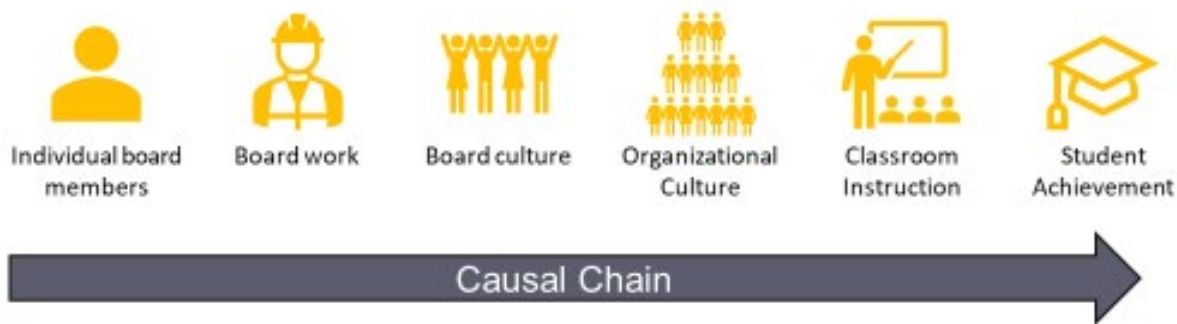 Individual board
members
Board work
Board culture
Organizational
Culture
Classroom
Instruction
Student
Achievement
Causal Chain